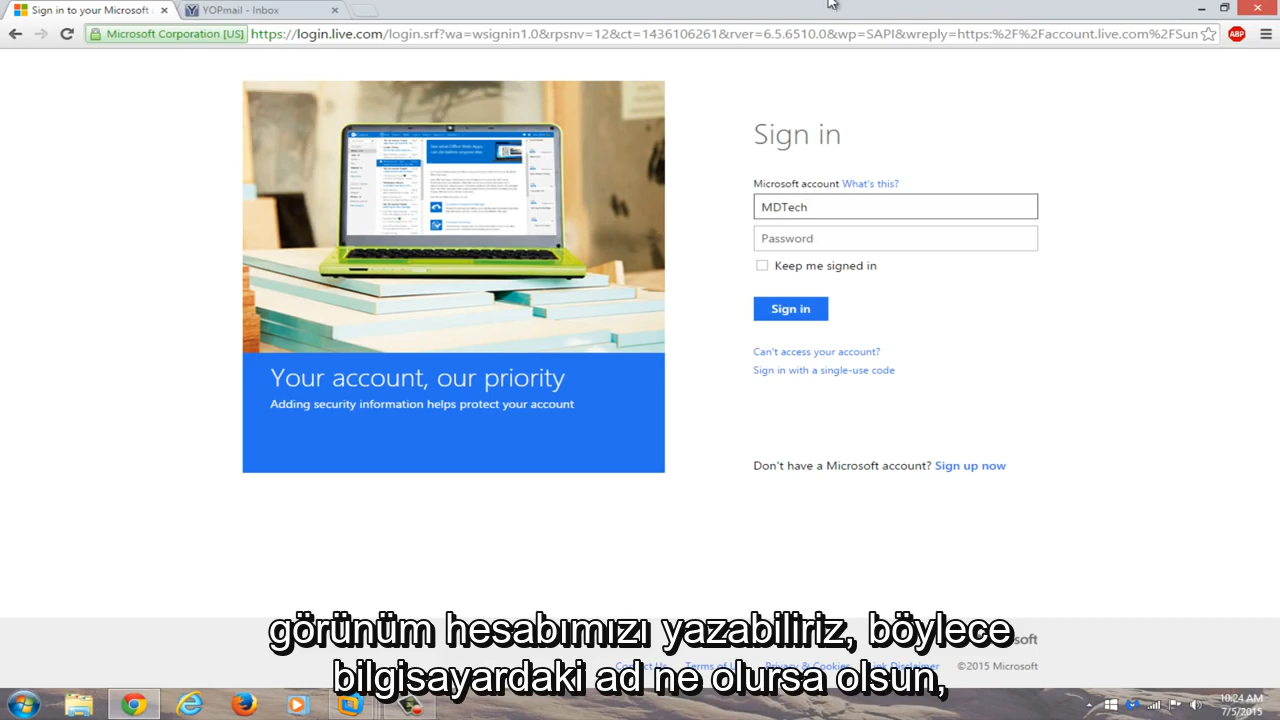 Sign in to your Microsoft
YOPmail - Inbox
Microsoft Corporation [US]
https://login.live.com/login.srf?wa=wsignin1.0&rpsnv=12&ct=1436106261&rver=6.5.6510.0&wp=SAPI&wreply=https:%2F%2Faccount.live.com%2FSun
ABP
Sign in
Microsoft account What's this?
MDTech
Password
Keep me signed in
Sign in
Can't access your account?
Sign in with a single-use code
Your account, our priority
Adding security information helps protect your account
Don't have a Microsoft account? Sign up now
görünüm hesabımızı yazabiliriz, böylece
bilgisayardaki ad ne olursa olsun,
©2015 Microsoft
10:24 AM
7/5/2015